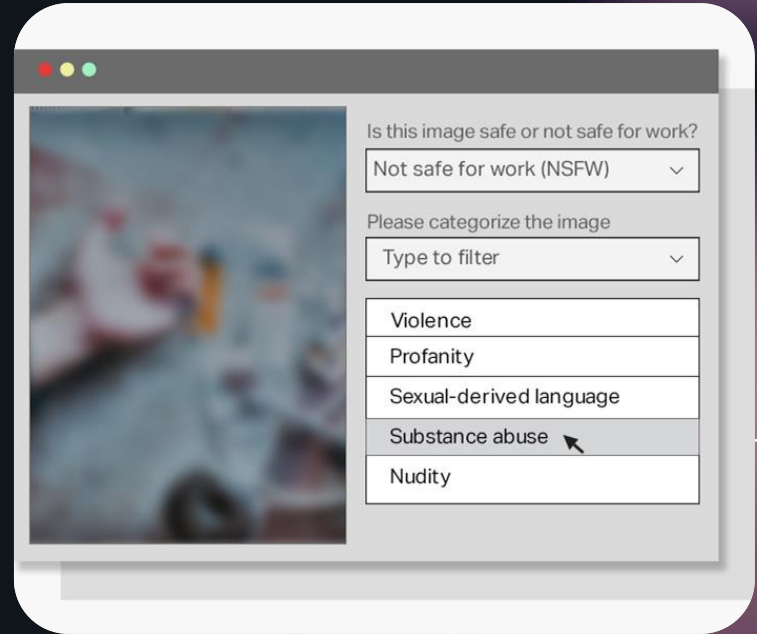 Is this image safe or not safe for work?
Not safe for work (NSFW)
Please categorize the image
Type to filter
Violence
Profanity
Sexual-derived language
Substance abuse
Nudity